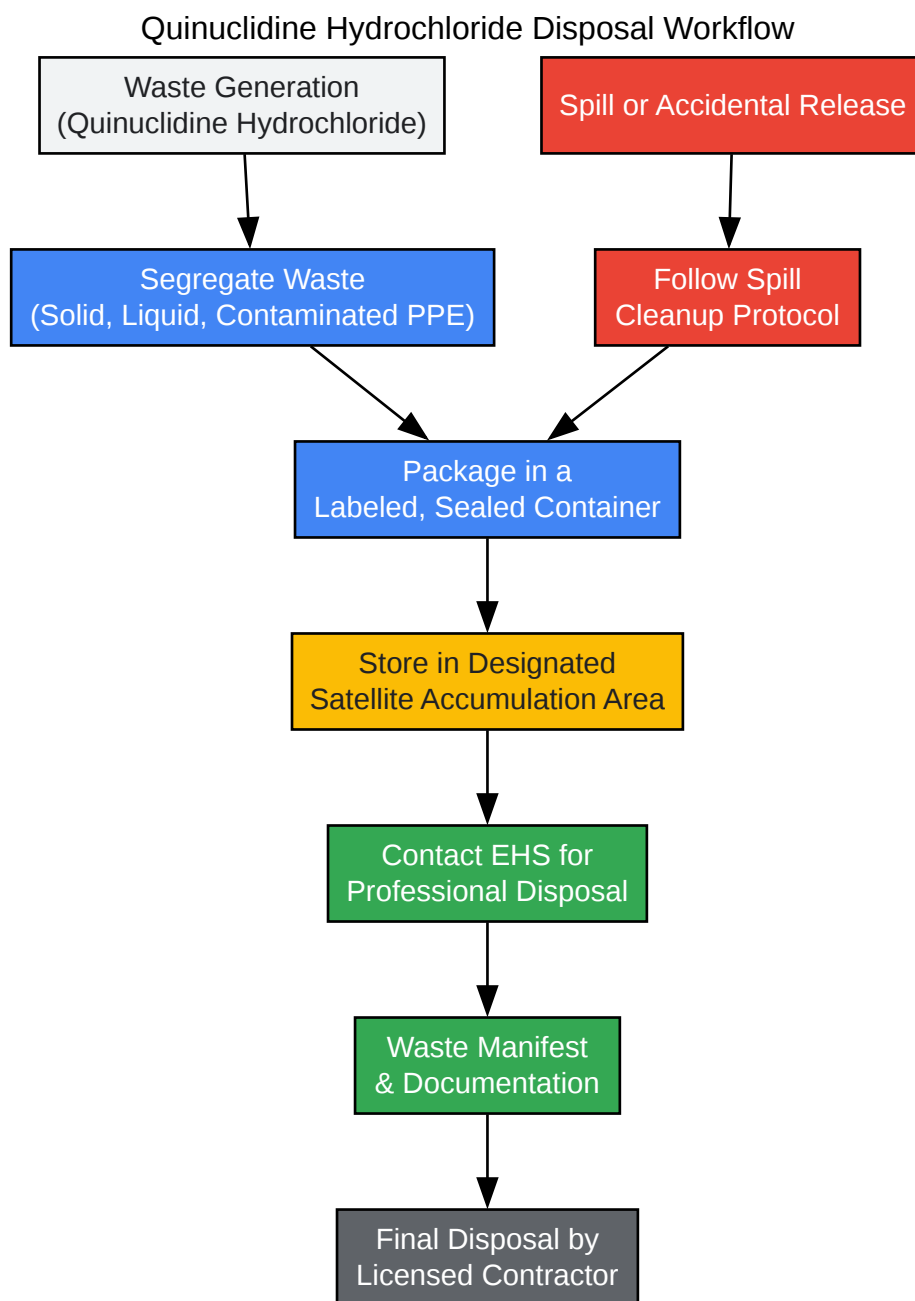 Quinuclidine Hydrochloride Disposal Workflow
Waste Generation
(Quinuclidine Hydrochloride)
Spill or Accidental Release
Segregate Waste
(Solid, Liquid, Contaminated PPE)
Follow Spill
Cleanup Protocol
Package in a
Labeled, Sealed Container
Store in Designated
Satellite Accumulation Area
Contact EHS for
Professional Disposal
Waste Manifest
& Documentation
Final Disposal by
Licensed Contractor